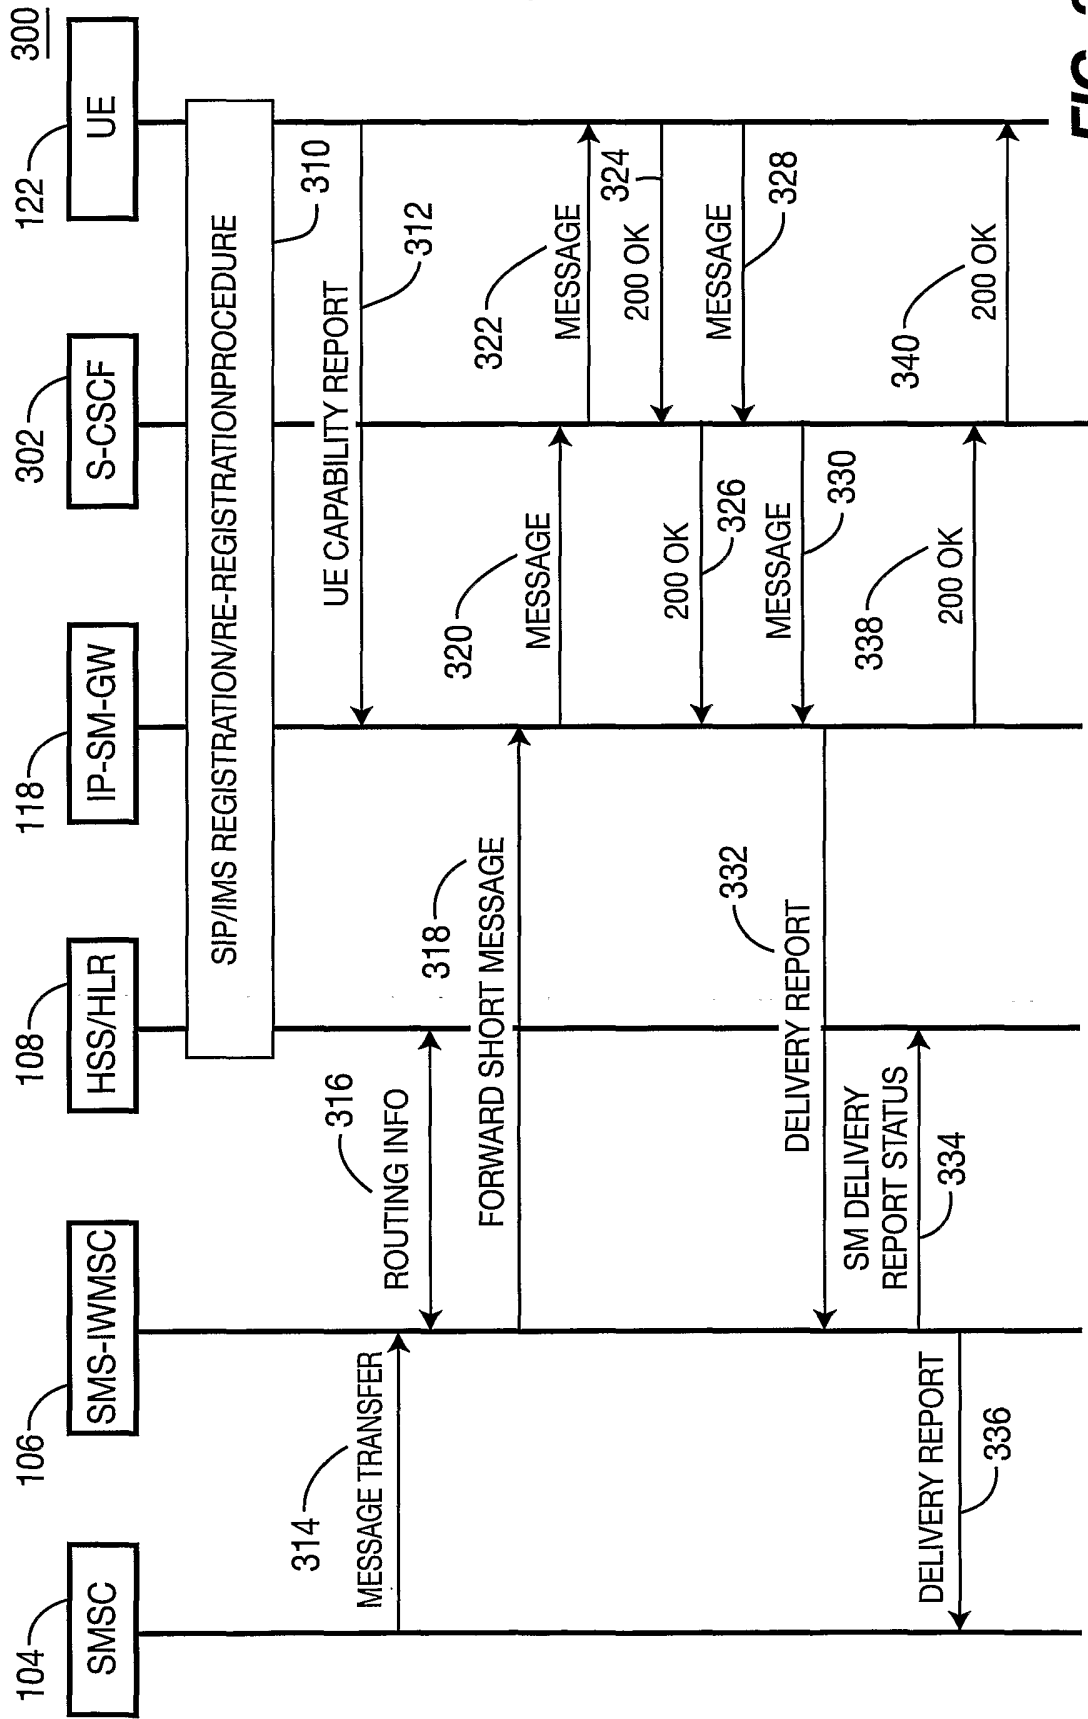 300
104
106
108
118
302
122
SMSC
SMS-IWMSC
HSS/HLR
IP-SM-GW
S-CSCF
UE
SIP/IMS REGISTRATION/RE-REGISTRATIONPROCEDURE
310
UE CAPABILITY REPORT
312
314
MESSAGE TRANSFER
316
ROUTING INFO
318
FORWARD SHORT MESSAGE
320
MESSAGE
322
MESSAGE
324
200 OK
326
200 OK
328
MESSAGE
330
MESSAGE
332
DELIVERY REPORT
SM DELIVERY
REPORT STATUS
334
DELIVERY REPORT
336
338
200 OK
340
200 OK
FIG.